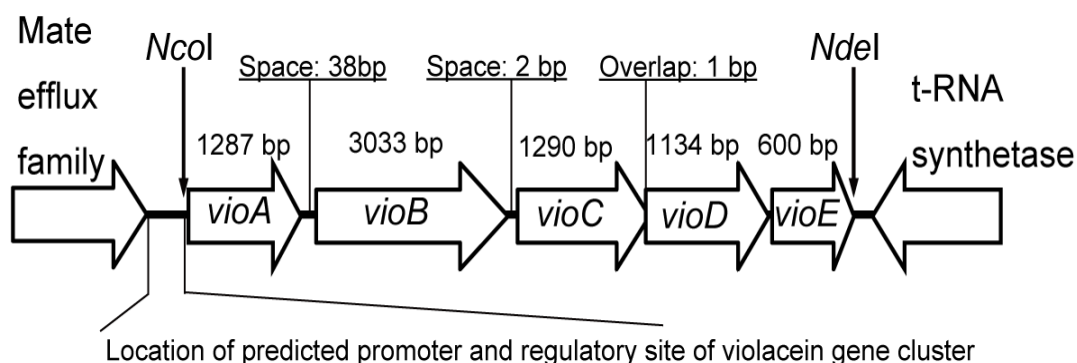 Mate
efflux
family
NcoI
Space: 38bp
Space: 2 bp
Overlap: 1 bp
NdeI
t-RNA
synthetase
1287 bp
3033 bp
1290 bp
1134 bp
600 bp
vioA
vioB
vioC
vioD
vioE
Location of predicted promoter and regulatory site of violacein gene cluster